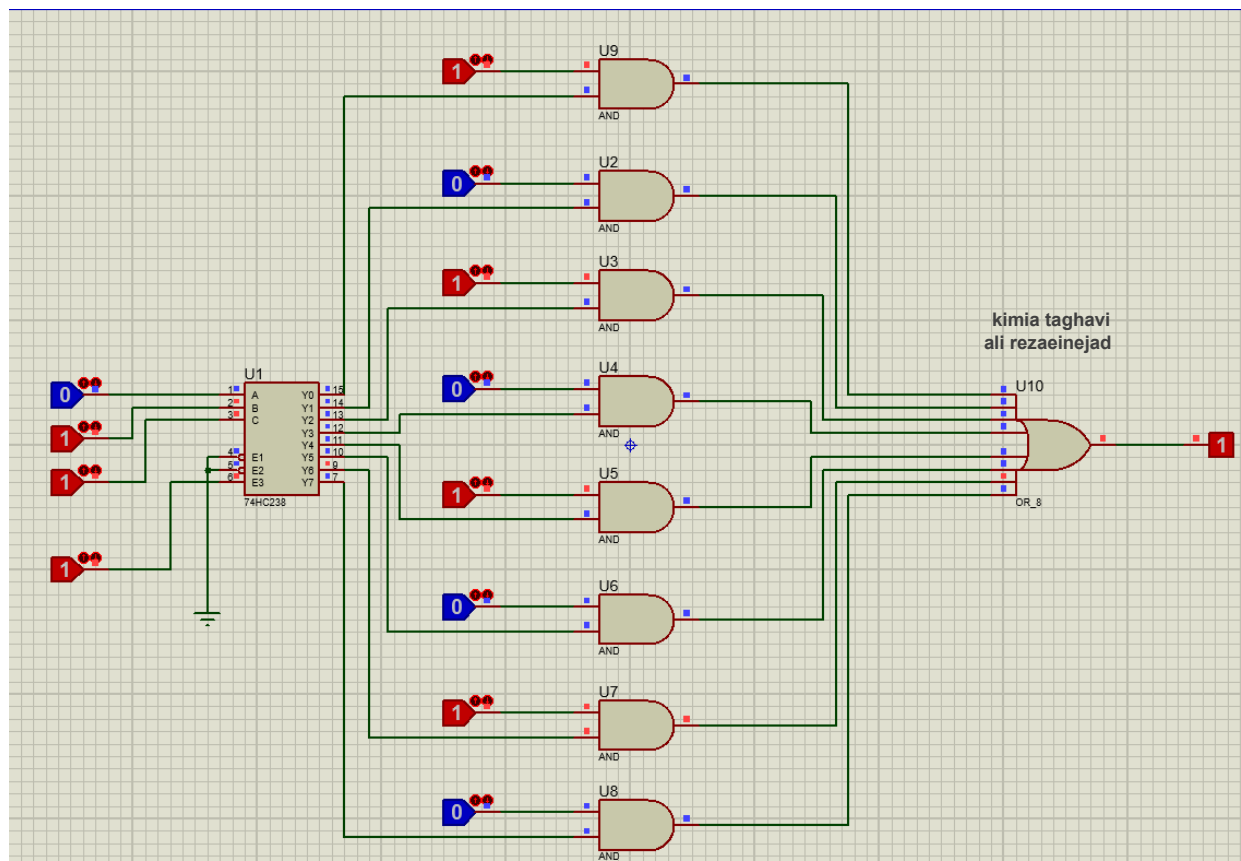 U9
1
AND
U2
0
AND
U3
1
AND
kimia taghavi
ali rezaeinejad
U4
0
AND
U1
0 1 A Y0 15
2 B Y1 14
1 3 C Y2 13
Y3 12
Y4 11
1 4 E1 Y5 10
5 E2 Y6 9
6 E3 Y7 7
74HC238
1
U10
1
OR_8
U5
1
AND
U6
0
AND
U7
1
AND
U8
0
AND